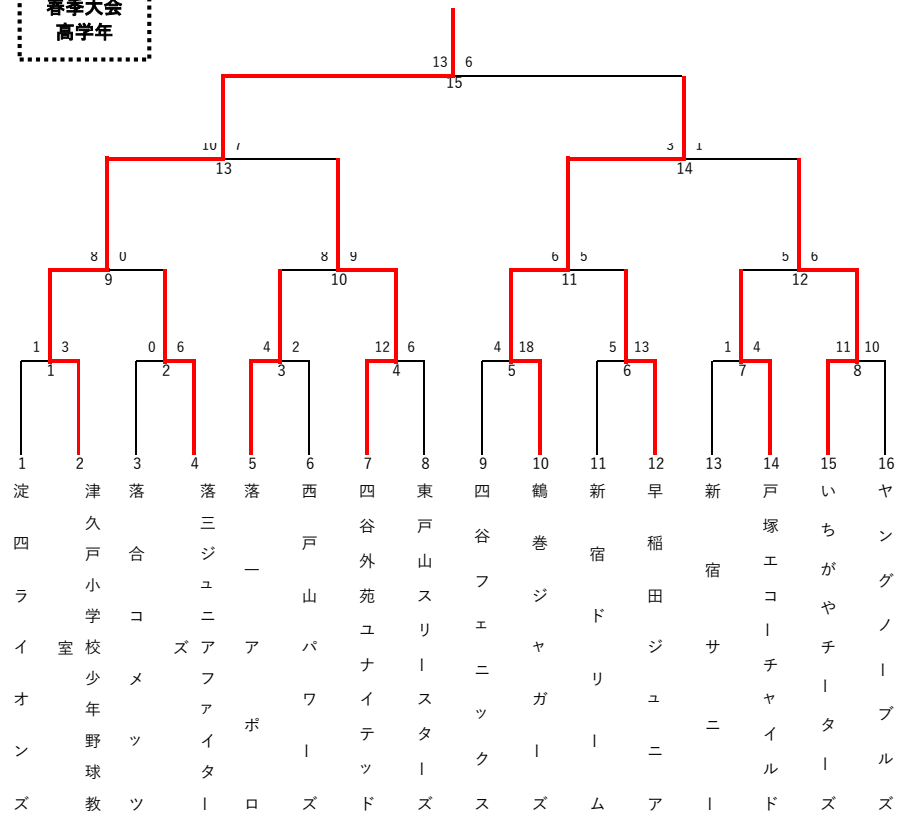 春季大会
高学年
13 6
15
10 7
13
3 1
14
8 0
9
8 9
10
6 5
11
5 6
12
1 3
1
0 6
2
4 2
3
12 6
4
4 18
5
5 13
6
1 4
7
11 10
8
1 2 3 4 5 6 7 8 9 10 11 12 13 14 15 16
淀四ライオンズ
津久戸小学校少年野球教
室
落合コメッツ
落三ジュニアファイター
ズ
落一アポロ
西戸山パワーズ
四谷外苑ユナイテッド
東戸山スリースターズ
四谷フェニックス
鶴巻ジャガーズ
新宿ドリーム
早稲田ジュニア
新宿サニー
戸塚エコーチャイルド
いちがやチーターズ
ヤングノーブルズ